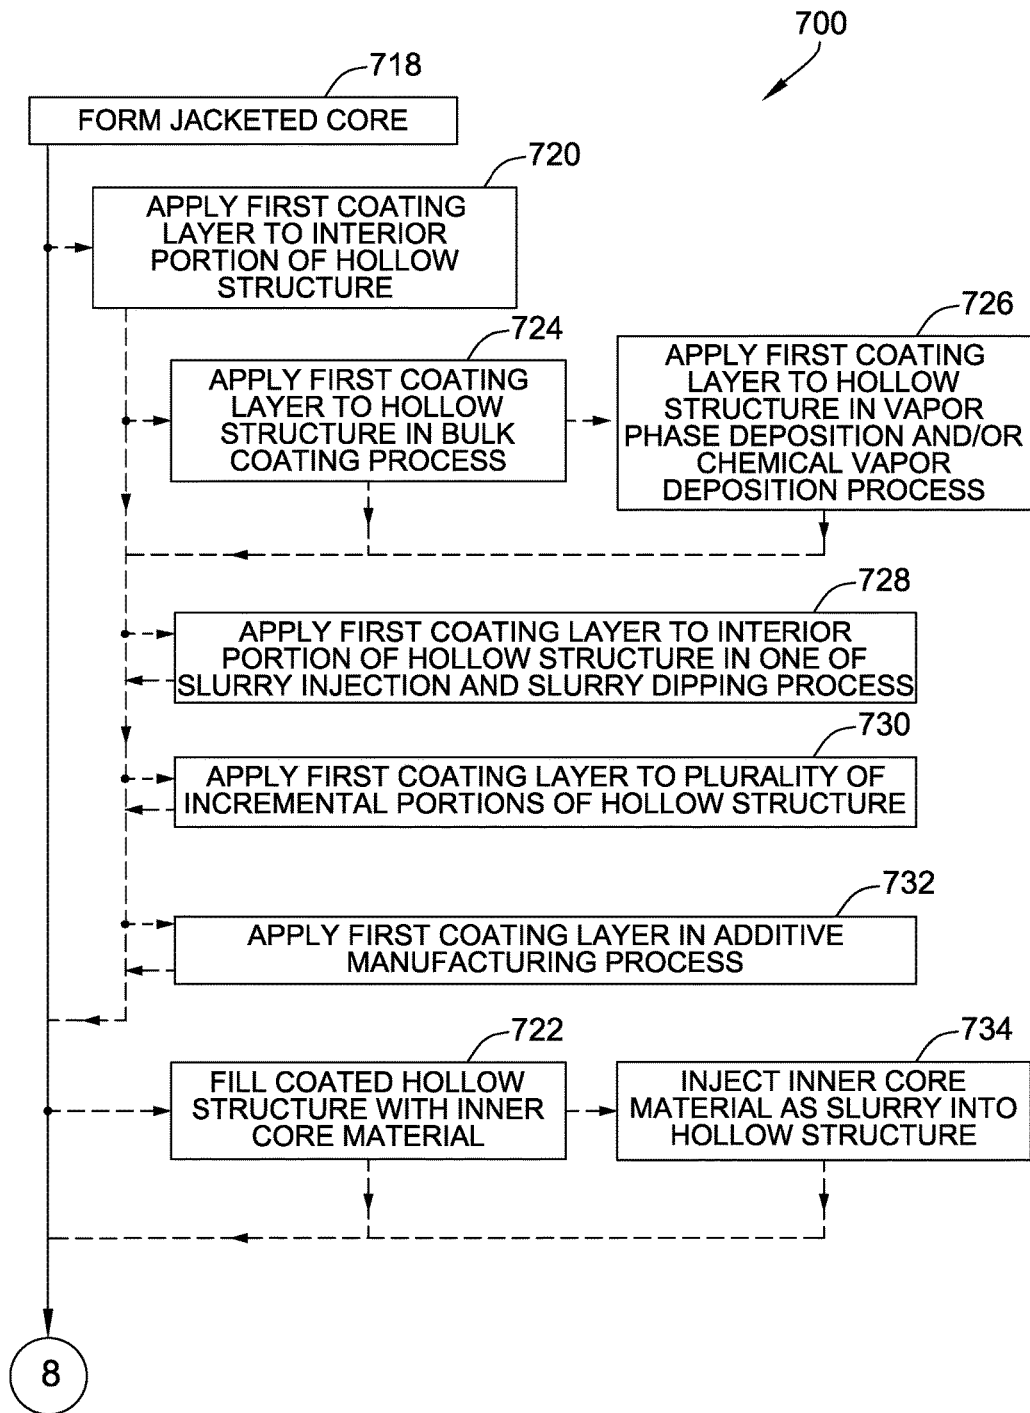 700
718
FORM JACKETED CORE
720
APPLY FIRST COATING
LAYER TO INTERIOR
PORTION OF HOLLOW
STRUCTURE
724
APPLY FIRST COATING
LAYER TO HOLLOW
STRUCTURE IN BULK
COATING PROCESS
726
APPLY FIRST COATING
LAYER TO HOLLOW
STRUCTURE IN VAPOR
PHASE DEPOSITION AND/OR
CHEMICAL VAPOR
DEPOSITION PROCESS
728
APPLY FIRST COATING LAYER TO INTERIOR
PORTION OF HOLLOW STRUCTURE IN ONE OF
SLURRY INJECTION AND SLURRY DIPPING PROCESS
730
APPLY FIRST COATING LAYER TO PLURALITY OF
INCREMENTAL PORTIONS OF HOLLOW STRUCTURE
732
APPLY FIRST COATING LAYER IN ADDITIVE
MANUFACTURING PROCESS
722
FILL COATED HOLLOW
STRUCTURE WITH INNER
CORE MATERIAL
734
INJECT INNER CORE
MATERIAL AS SLURRY INTO
HOLLOW STRUCTURE
8